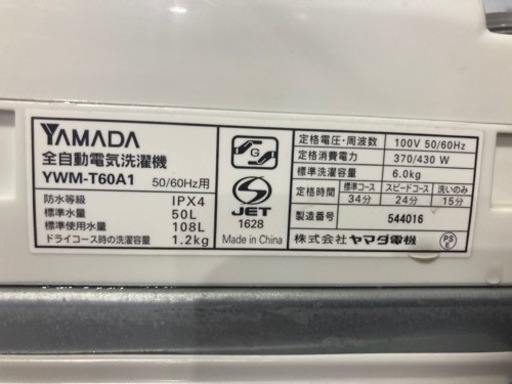 YAMADA
全自動電気洗濯機
YWM-T60A1 50/60Hz用
防水等級 IPX4
標準水量 50L
標準使用水量 108L
ドライコース時の洗濯容量 1.2kg
G
S
JET
1628
Made in China
定格電圧・周波数 100V 50/60Hz
定格消費電力 370/430 W
標準洗濯容量 6.0kg
定格時間 標準コース スピードコース 洗いのみ
34分 24分 15分
製造番号 544016
株式会社ヤマダ電機
PS
E